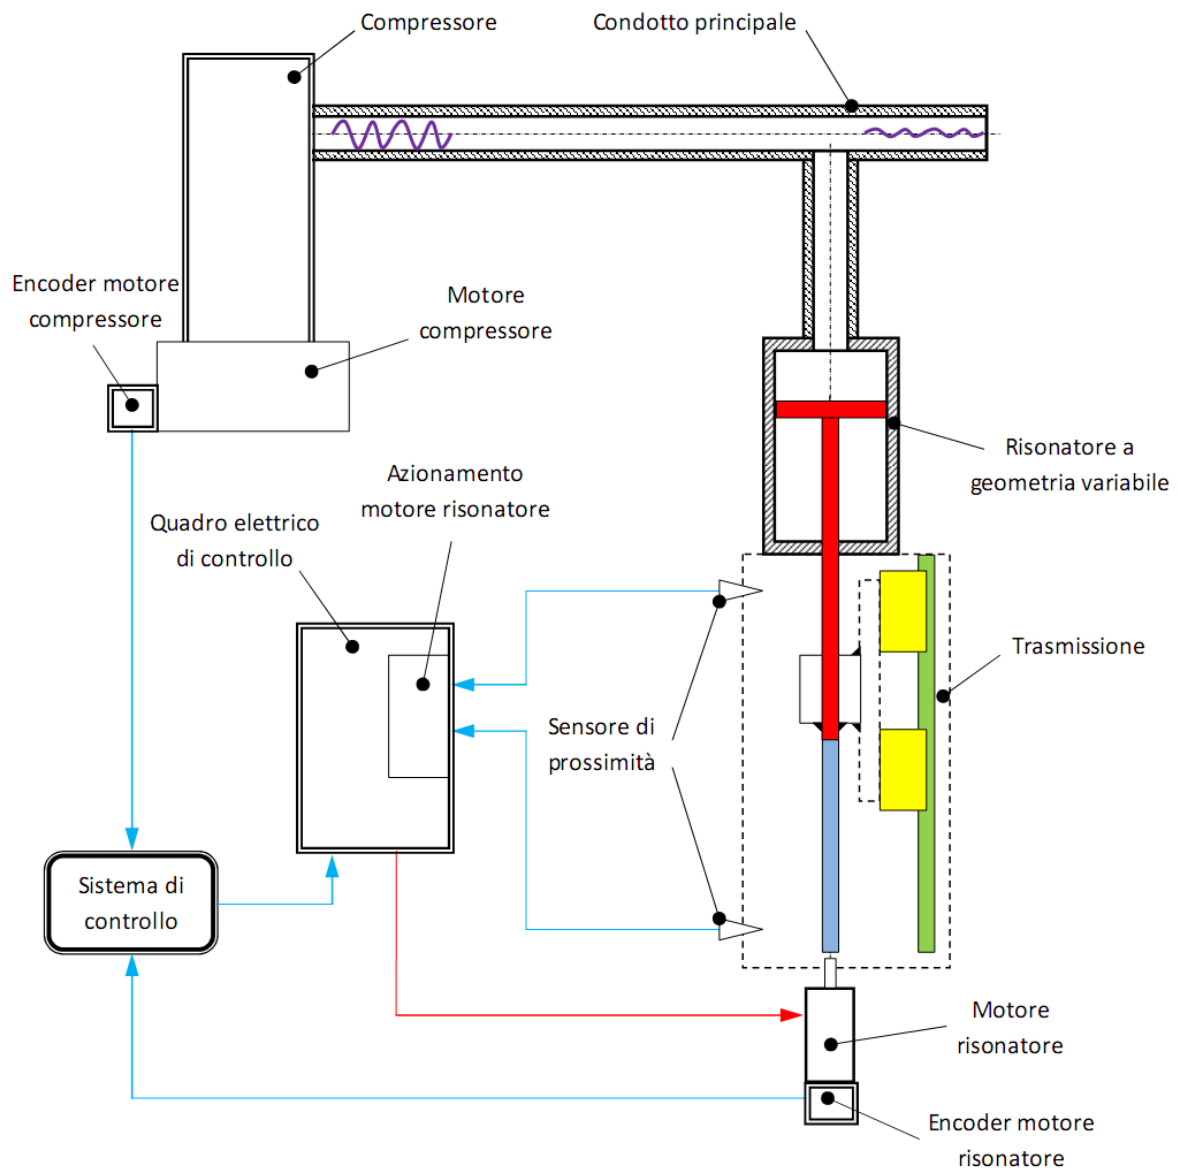 Compressore
Condotto principale
Encoder motore
compressore
Motore
compressore
Risonatore a
geometria variabile
Azionamento
motore risonatore
Quadro elettrico
di controllo
Trasmissione
Sensore di
prossimità
Sistema di
controllo
Motore
risonatore
Encoder motore
risonatore